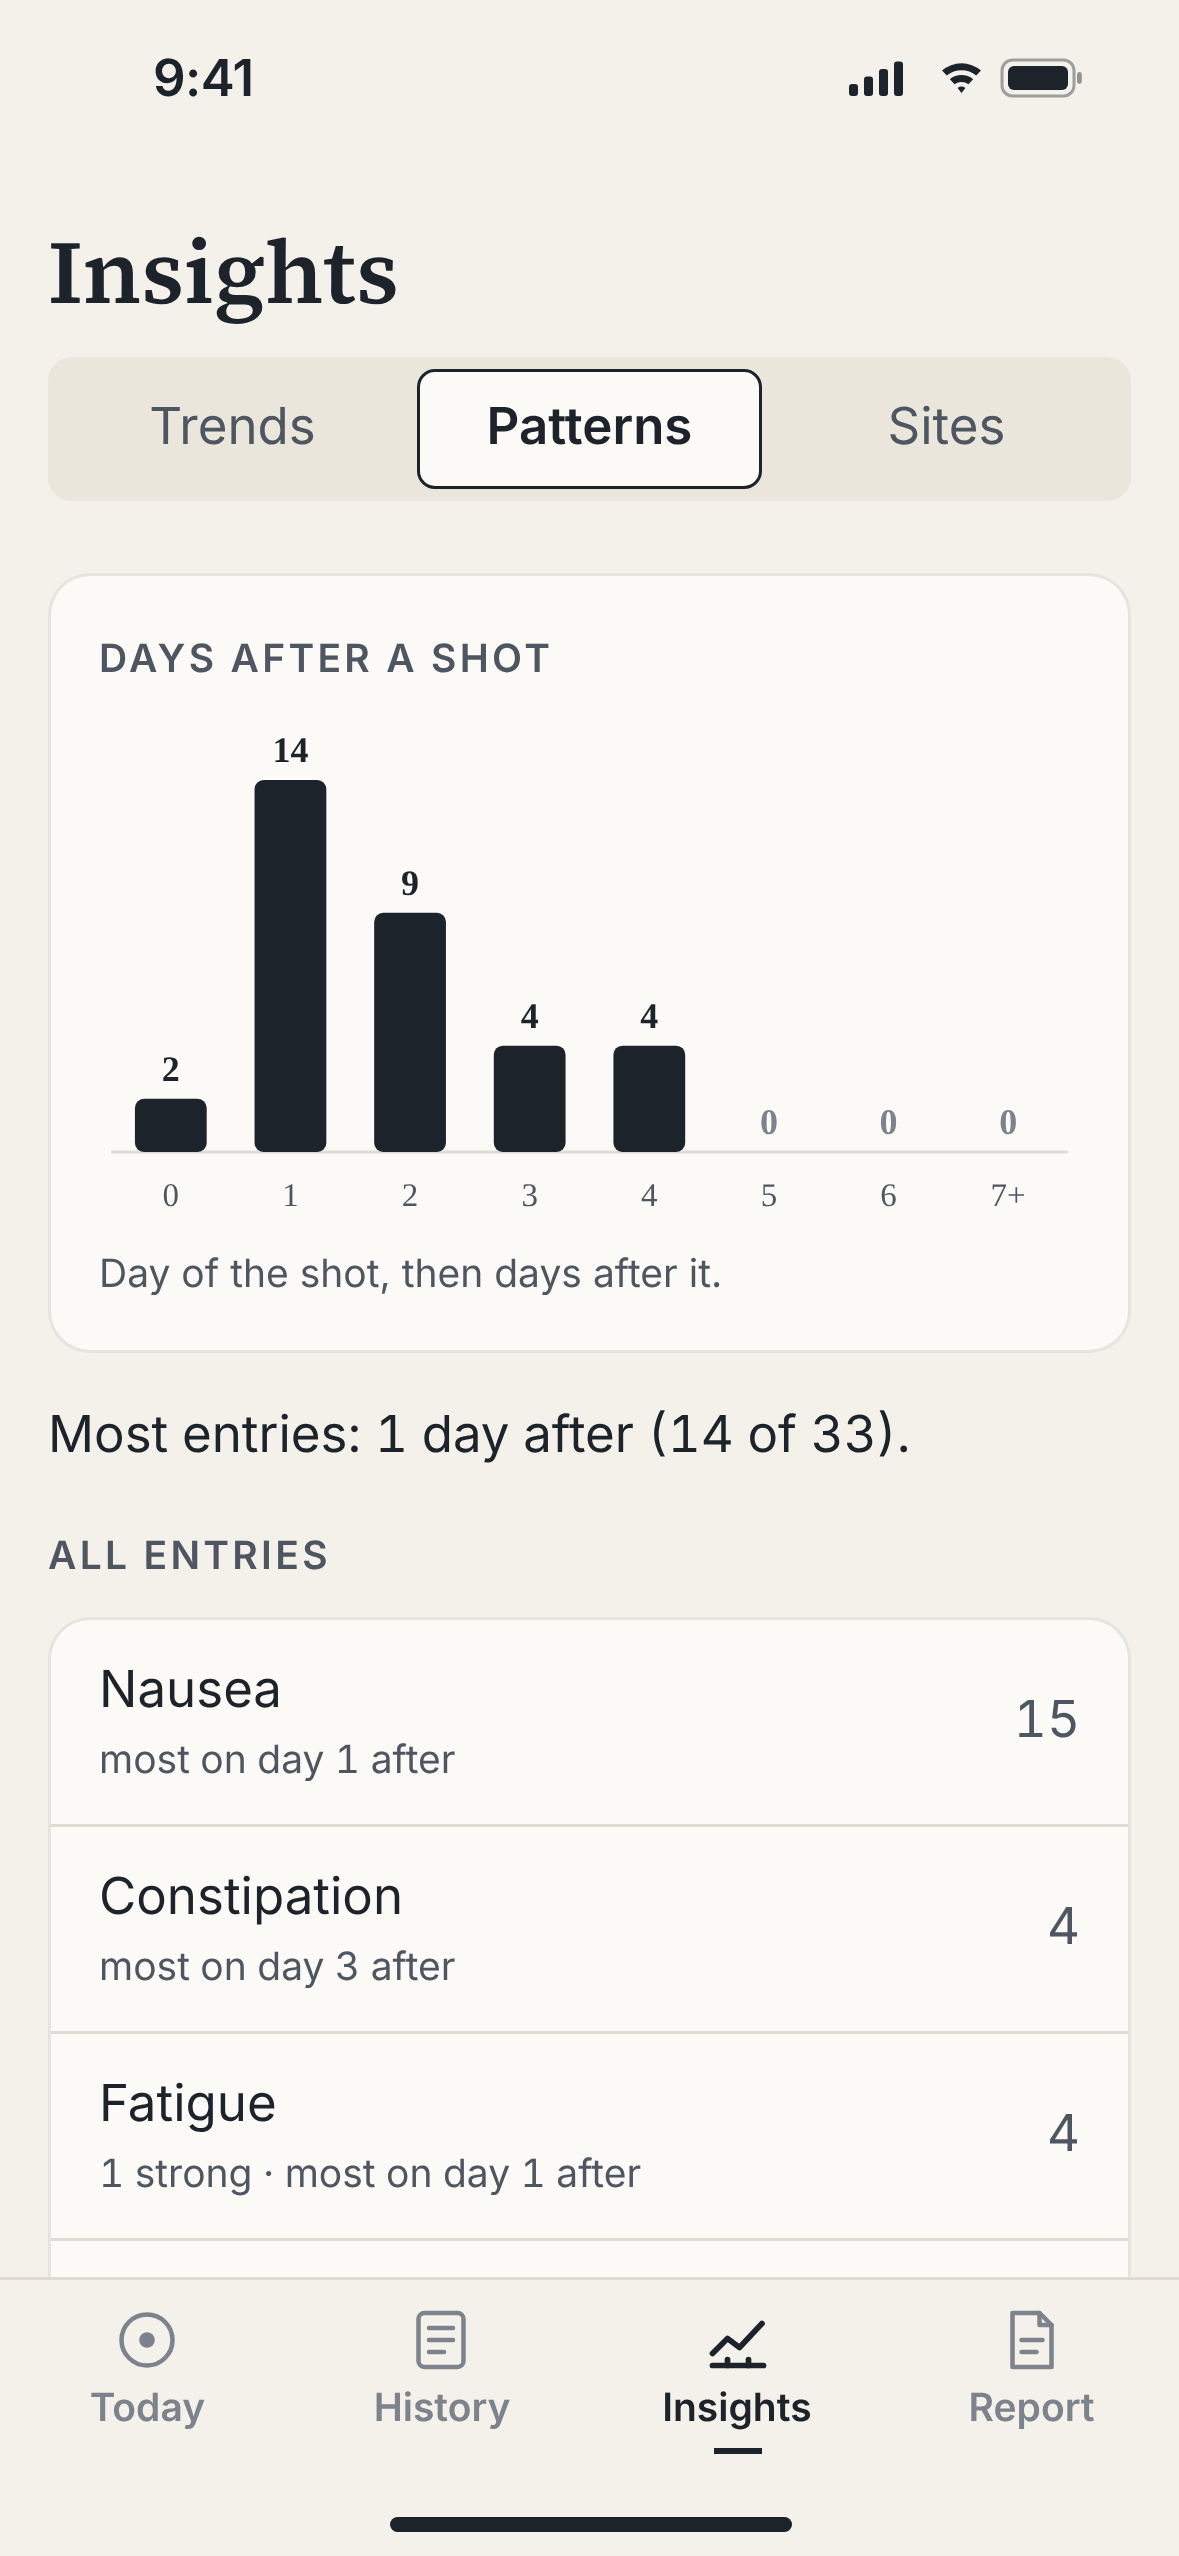 9:41
Insights
Trends Patterns Sites
DAYS AFTER A SHOT
14
9
4 4
2
0 0 0
0 1 2 3 4 5 6 7+
Day of the shot, then days after it.
Most entries: 1 day after (14 of 33).
ALL ENTRIES
Nausea
15
most on day 1 after
Constipation
4
most on day 3 after
Fatigue
4
1 strong · most on day 1 after
Today History Insights Report